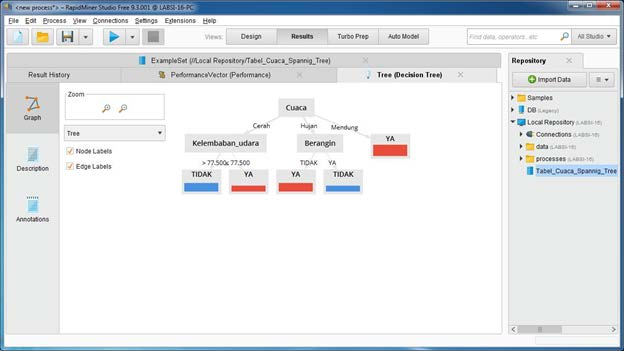 <new process*> – RapidMiner Studio Free 9.3.001 @ LABSI-16-PC
File Edit Process View Connections Settings Extensions Help
Views: Design Results Turbo Prep Auto Model Find data, operators...etc All Studio
ExampleSet (//Local Repository/Tabel_Cuaca_Spannig_Tree)
Result History PerformanceVector (Performance) Tree (Decision Tree)
Repository
Import Data
Samples
DB (Legacy)
Local Repository (LABSI-16)
Connections (LABSI-16)
data (LABSI-16)
processes (LABSI-16)
Tabel_Cuaca_Spannig_Tree
Graph
Description
Annotations
Zoom
Tree
Node Labels
Edge Labels
Cuaca
Cerah Hujan Mendung
Kelembaban_udara Berangin YA
> 77.500 ≤ 77.500 TIDAK YA
TIDAK YA YA TIDAK